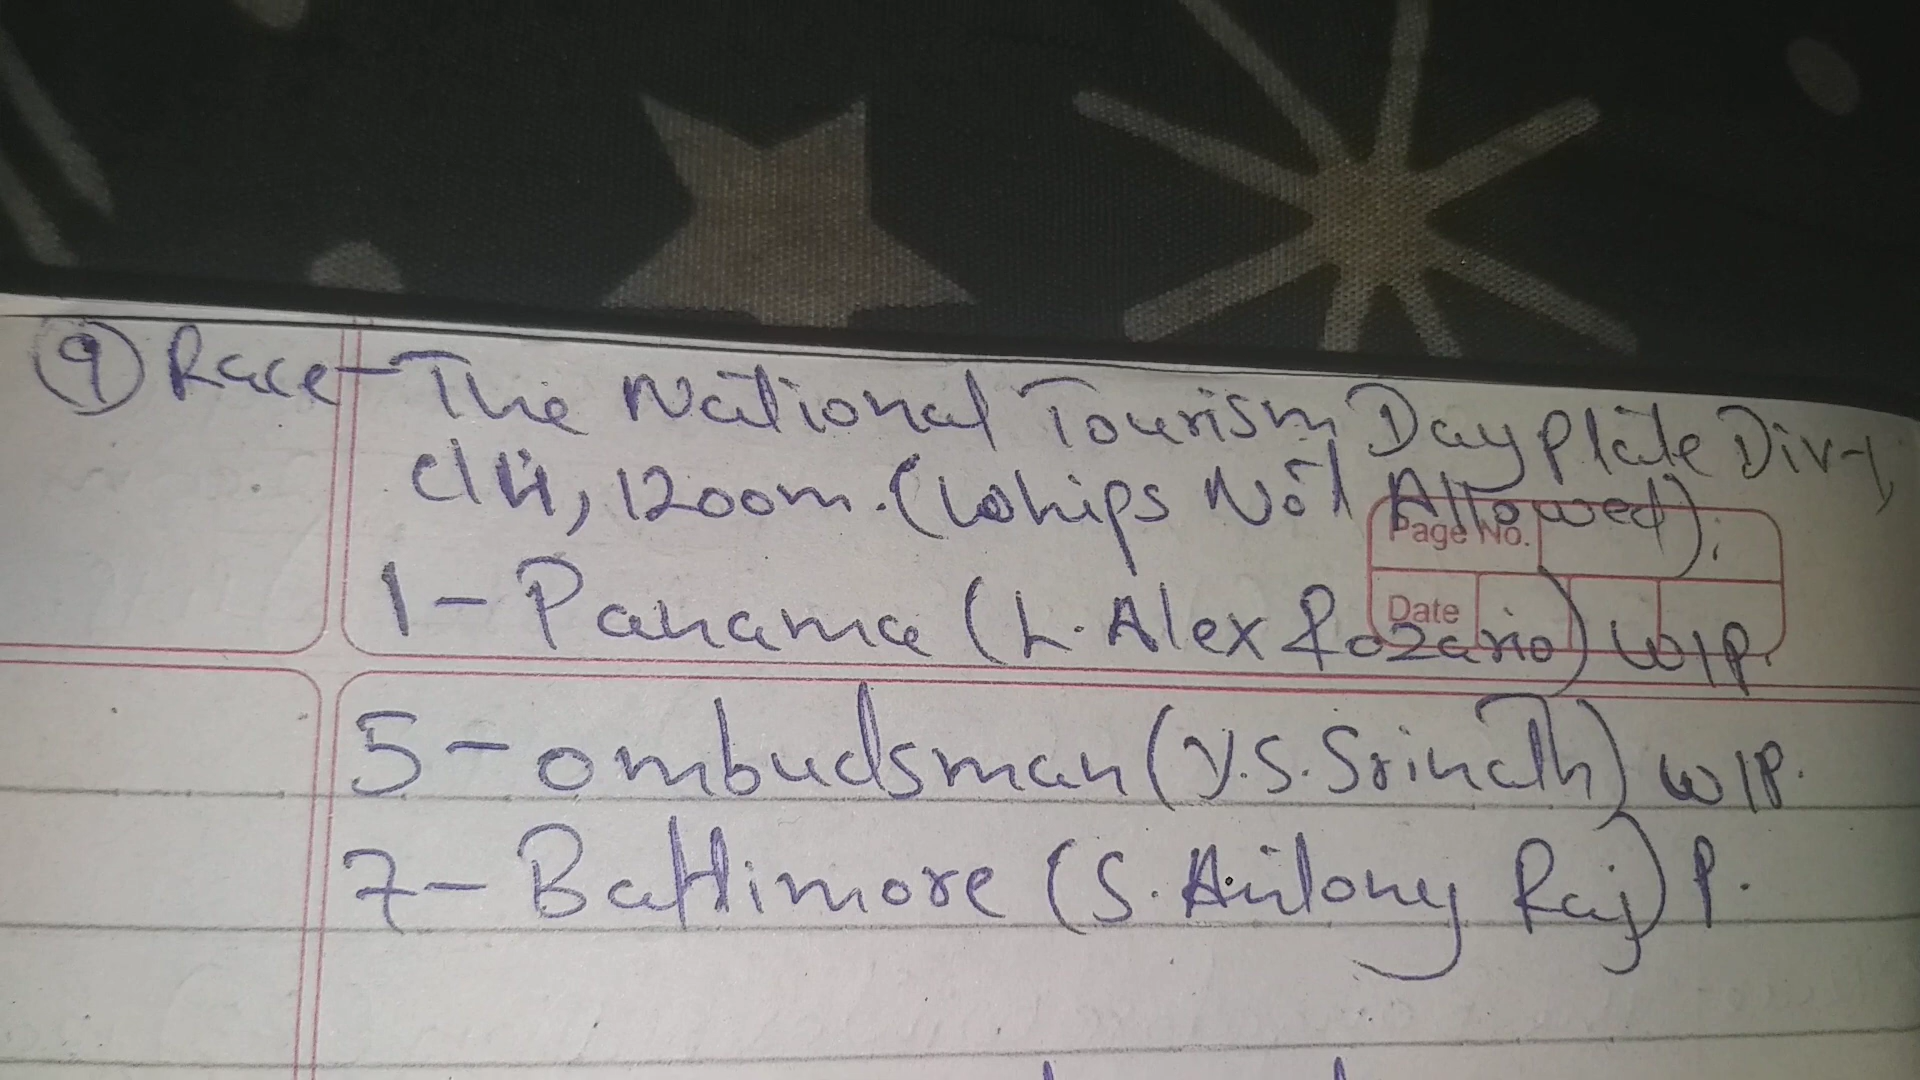 9 Race- The National Tourism Day Plate Div-1,
Cl 4, 1200m. (Whips Not Allowed).
Page No.
1- Panama (L. Alex Rozario) W/P.
Date
5- ombudsman (Y.S. Srinath) W/P.
7- Baltimore (S. Antony Raj) P.